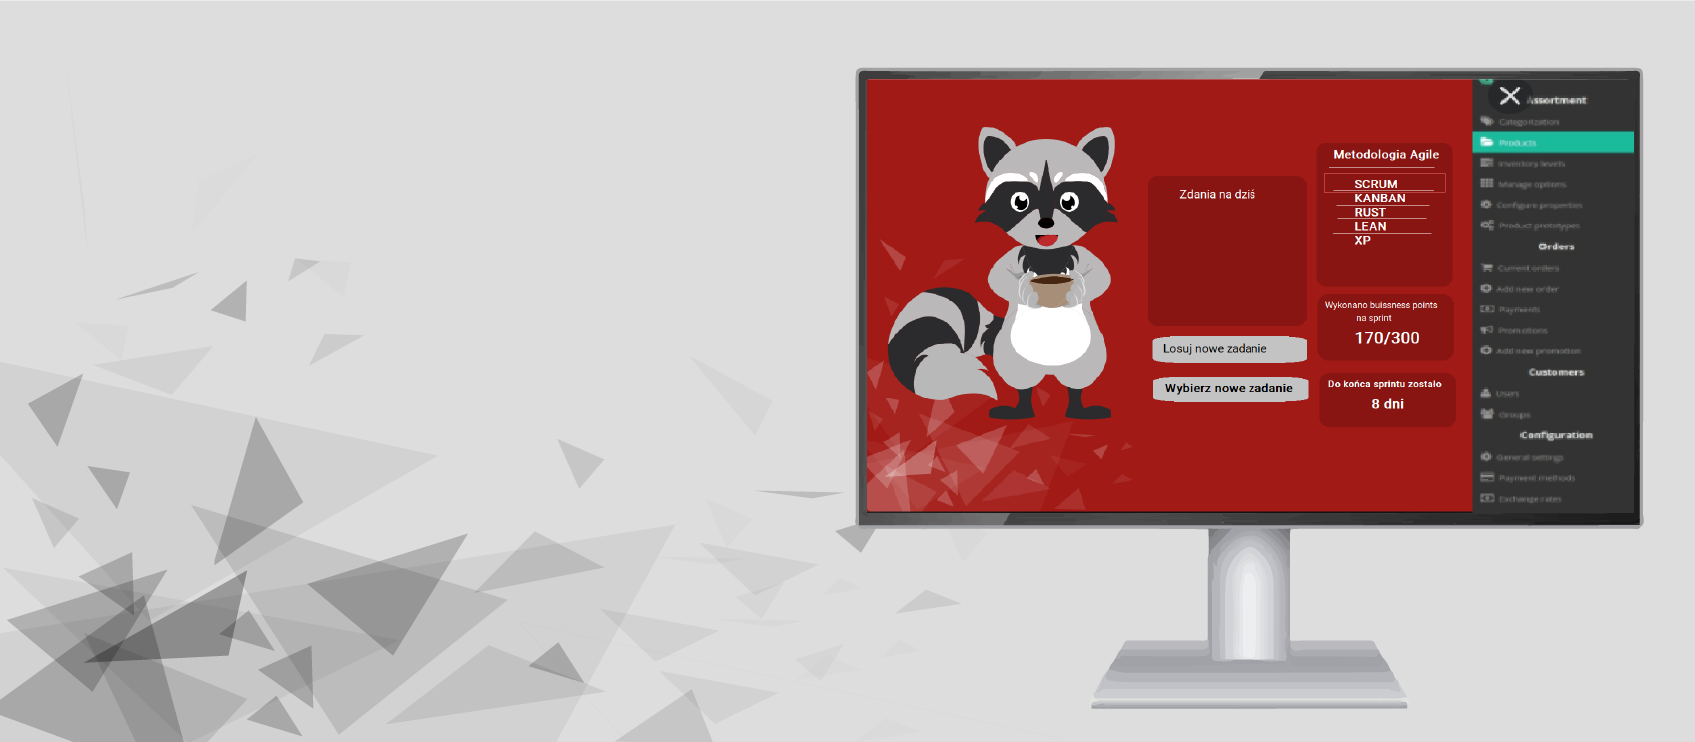 Zdania na dziś
Losuj nowe zadanie
Wybierz nowe zadanie
Metodologia Agile
SCRUM
KANBAN
RUST
LEAN
XP
Wykonano buissness points
na sprint
170/300
Do końca sprintu zostało
8 dni
Assortment
Categorization
Products
Inventory levels
Manage options
Configure properties
Product prototypes
Orders
Current orders
Add new order
Payments
Promotions
Add new promotion
Customers
Users
Groups
Configuration
General settings
Payment methods
Exchange rates